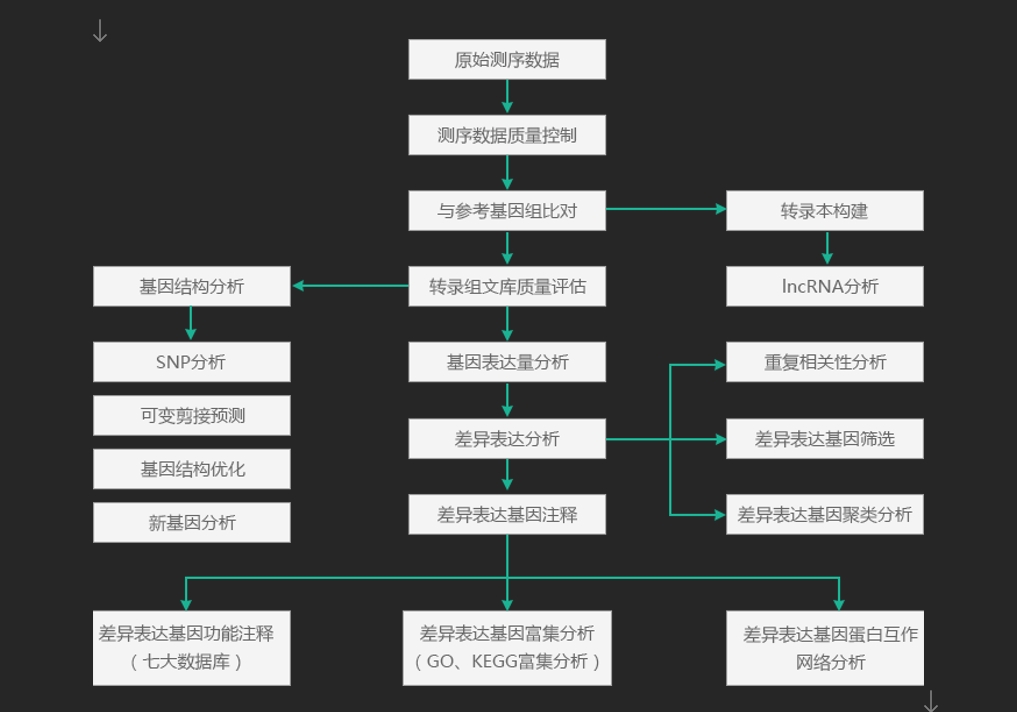 原始测序数据
测序数据质量控制
与参考基因组比对
转录本构建
基因结构分析
转录组文库质量评估
lncRNA分析
SNP分析
基因表达量分析
重复相关性分析
可变剪接预测
差异表达分析
差异表达基因筛选
基因结构优化
差异表达基因注释
差异表达基因聚类分析
新基因分析
差异表达基因功能注释
（七大数据库）
差异表达基因富集分析
（GO、KEGG富集分析）
差异表达基因蛋白互作
网络分析